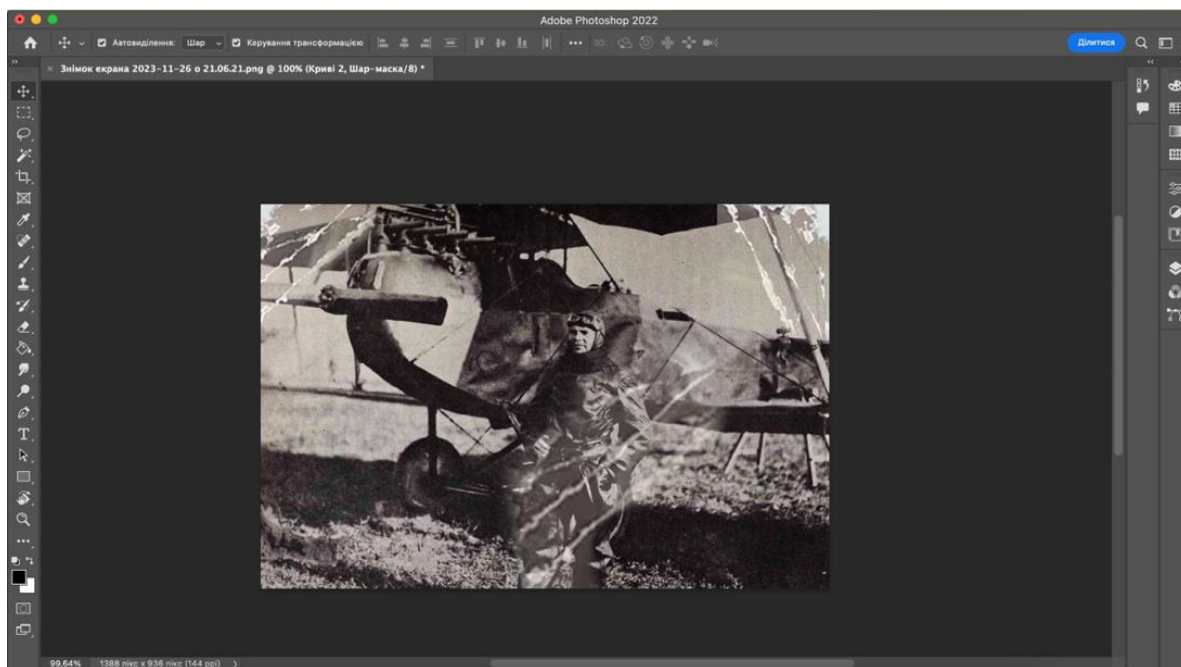 Adobe Photoshop 2022
Автовиділення: Шар Керування трансформацією 3D: Ділитися
Знімок екрана 2023-11-26 о 21.06.21.png @ 100% (Криві 2, Шар-маска/8) *
T
99.64% 1388 пікс x 936 пікс (144 ppi)